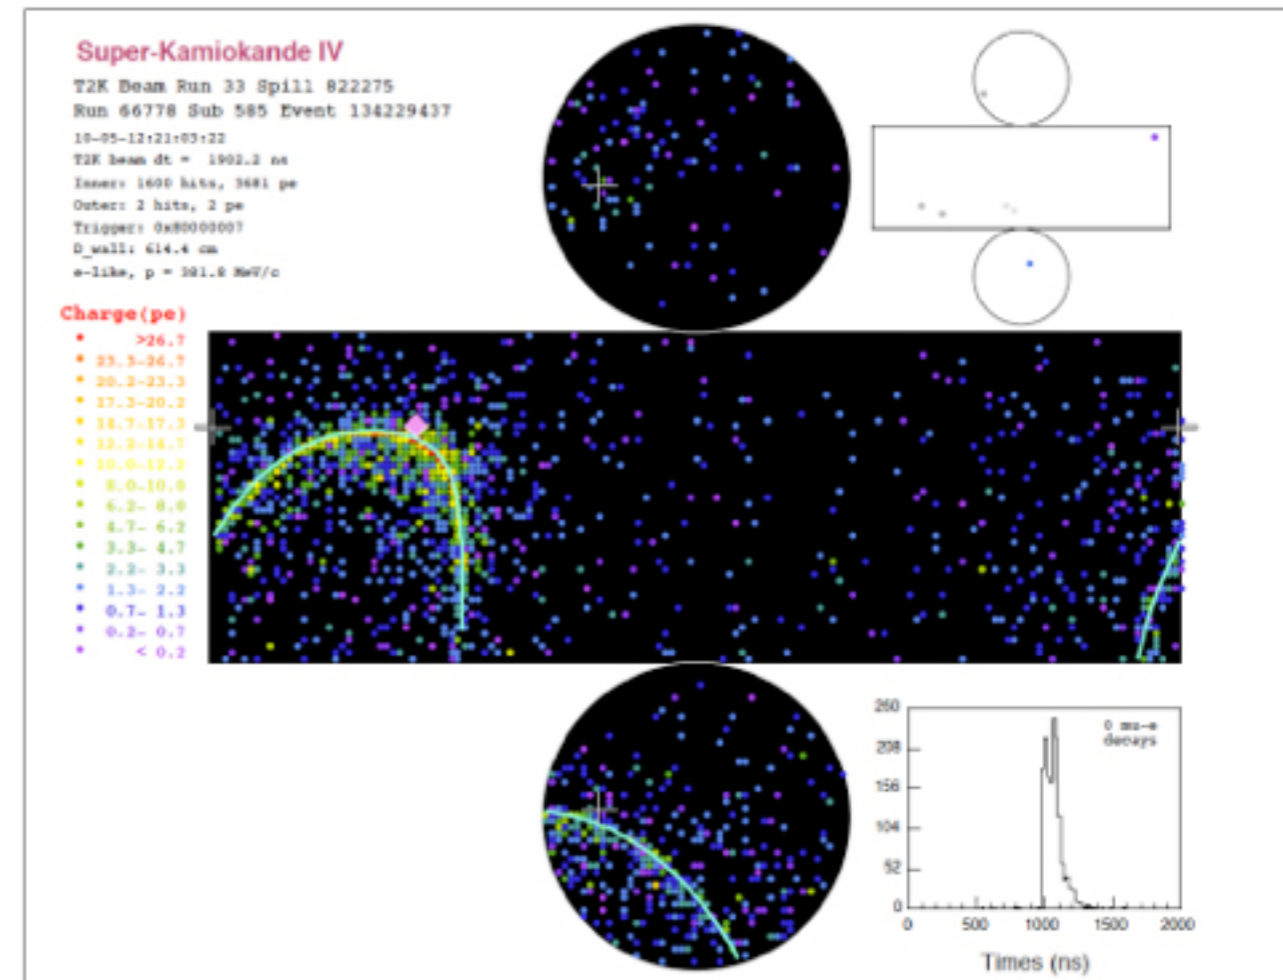 Super-Kamiokande IV
T2K Beam Run 33 Spill 822275
Run 66778 Sub 585 Event 134229437
10-05-12:21:03:22
T2K beam dt = 1902.2 ns
Inner: 1600 hits, 3681 pe
Outer: 2 hits, 2 pe
Trigger: 0x80000007
D_wall: 614.4 cm
e-like, p = 381.8 MeV/c
Charge(pe)
>26.7
23.3-26.7
20.2-23.3
17.3-20.2
14.7-17.3
12.2-14.7
10.0-12.2
8.0-10.0
6.2- 8.0
4.7- 6.2
3.3- 4.7
2.2- 3.3
1.3- 2.2
0.7- 1.3
0.2- 0.7
< 0.2
0 mu-e
decays
260
208
156
104
52
0
0 500 1000 1500 2000
Times (ns)